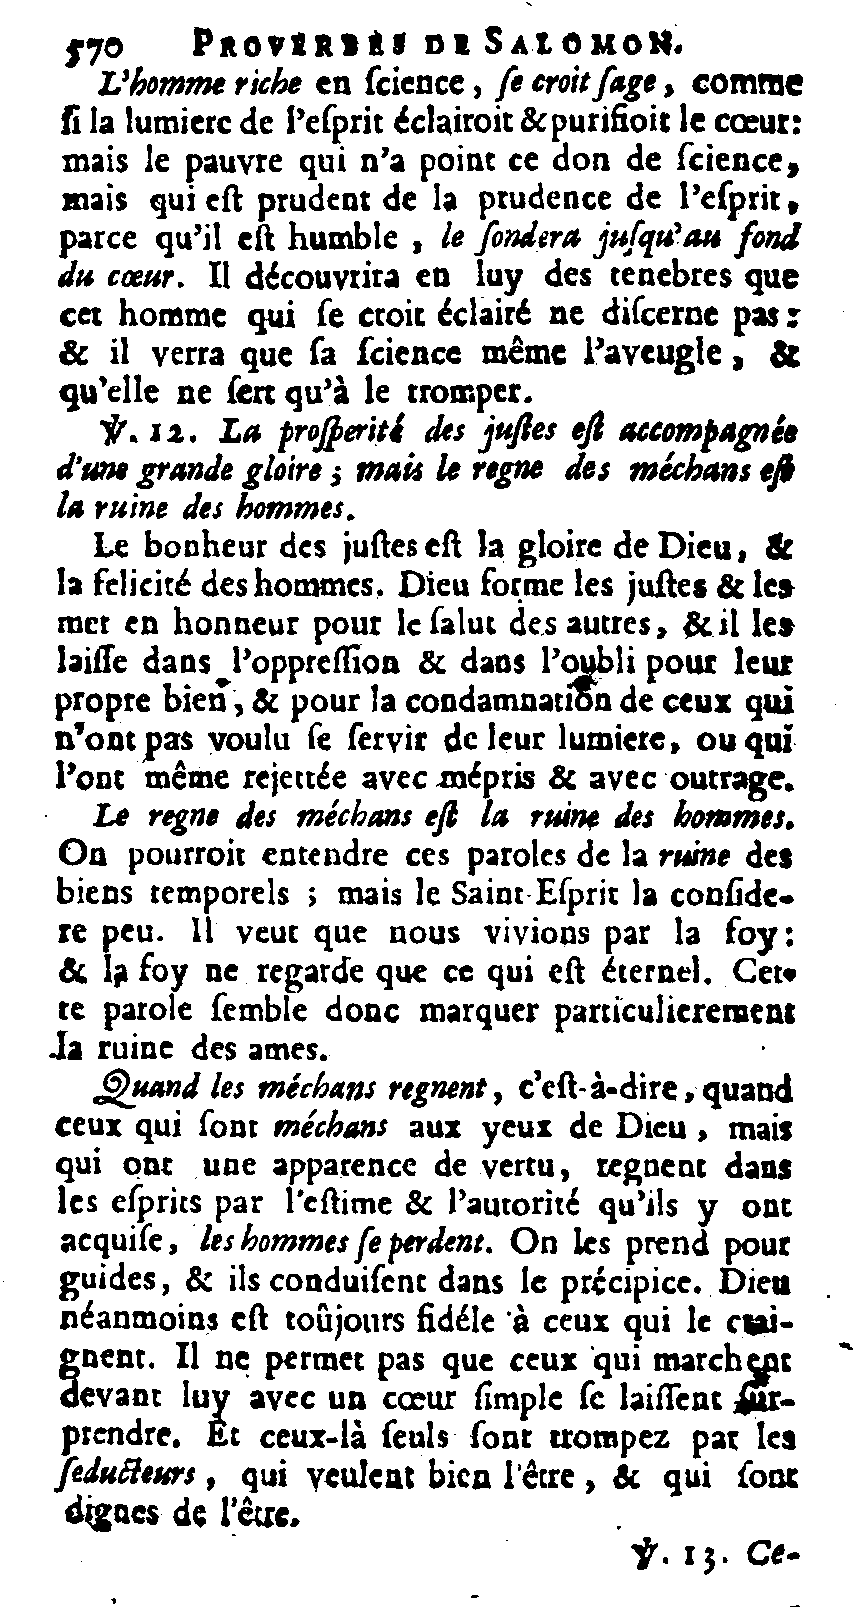 570 PROVERBES DE SALOMON.
L'homme riche en ſcience, ſe croit ſage, comme
ſi la lumiere de l'eſprit éclairoit & purifioit le cœur:
mais le pauvre qui n'a point ce don de ſcience,
mais qui eſt prudent de la prudence de l'eſprit,
parce qu'il eſt humble, le ſondera juſqu'au fond
du cœur. Il découvrira en luy des tenebres que
cet homme qui ſe croit éclairé ne diſcerne pas:
& il verra que ſa ſcience même l'aveugle, &
qu'elle ne ſert qu'à le tromper.
℣. 12. La proſperité des juſtes eſt accompagnée
d'une grande gloire; mais le regne des méchans eſt
la ruine des hommes.
Le bonheur des juſtes eſt la gloire de Dieu, &
la felicité des hommes. Dieu forme les juſtes & les
met en honneur pour le ſalut des autres, & il les
laiſſe dans l'oppreſſion & dans l'oubli pour leur
propre bien, & pour la condamnation de ceux qui
n'ont pas voulu ſe ſervir de leur lumiere, ou qui
l'ont même rejettée avec mépris & avec outrage.
Le regne des méchans eſt la ruine des hommes.
On pourroit entendre ces paroles de la ruine des
biens temporels; mais le Saint Eſprit la conſide-
re peu. Il veut que nous vivions par la foy:
& la foy ne regarde que ce qui eſt éternel. Cet-
te parole ſemble donc marquer particulierement
la ruine des ames.
Quand les méchans regnent, c'eſt-à-dire, quand
ceux qui ſont méchans aux yeux de Dieu, mais
qui ont une apparence de vertu, regnent dans
les eſprits par l'eſtime & l'autorité qu'ils y ont
acquiſe, les hommes ſe perdent. On les prend pour
guides, & ils conduiſent dans le précipice. Dieu
néanmoins eſt toûjours fidéle à ceux qui le crai-
gnent. Il ne permet pas que ceux qui marchent
devant luy avec un cœur ſimple ſe laiſſent ſur-
prendre. Et ceux-là ſeuls ſont trompez par les
ſeducteurs, qui veulent bien l'être, & qui ſont
dignes de l'être.
℣. 13. Ce-